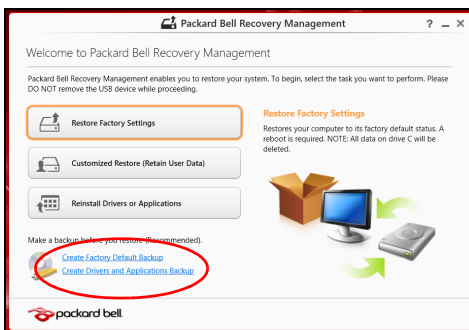 Packard Bell Recovery Management
Welcome to Packard Bell Recovery Management
Packard Bell Recovery Management enables you to restore your system. To begin, select the task you want to perform. Please
DO NOT remove the USB device while proceeding.
Restore Factory Settings
Customized Restore (Retain User Data)
Reinstall Drivers or Applications
Restore Factory Settings
Restores your computer to its factory default status. A
reboot is required. NOTE: All data on drive C will be
deleted.
Make a backup before you restore (Recommended).
Create Factory Default Backup
Create Drivers and Applications Backup
packard bell